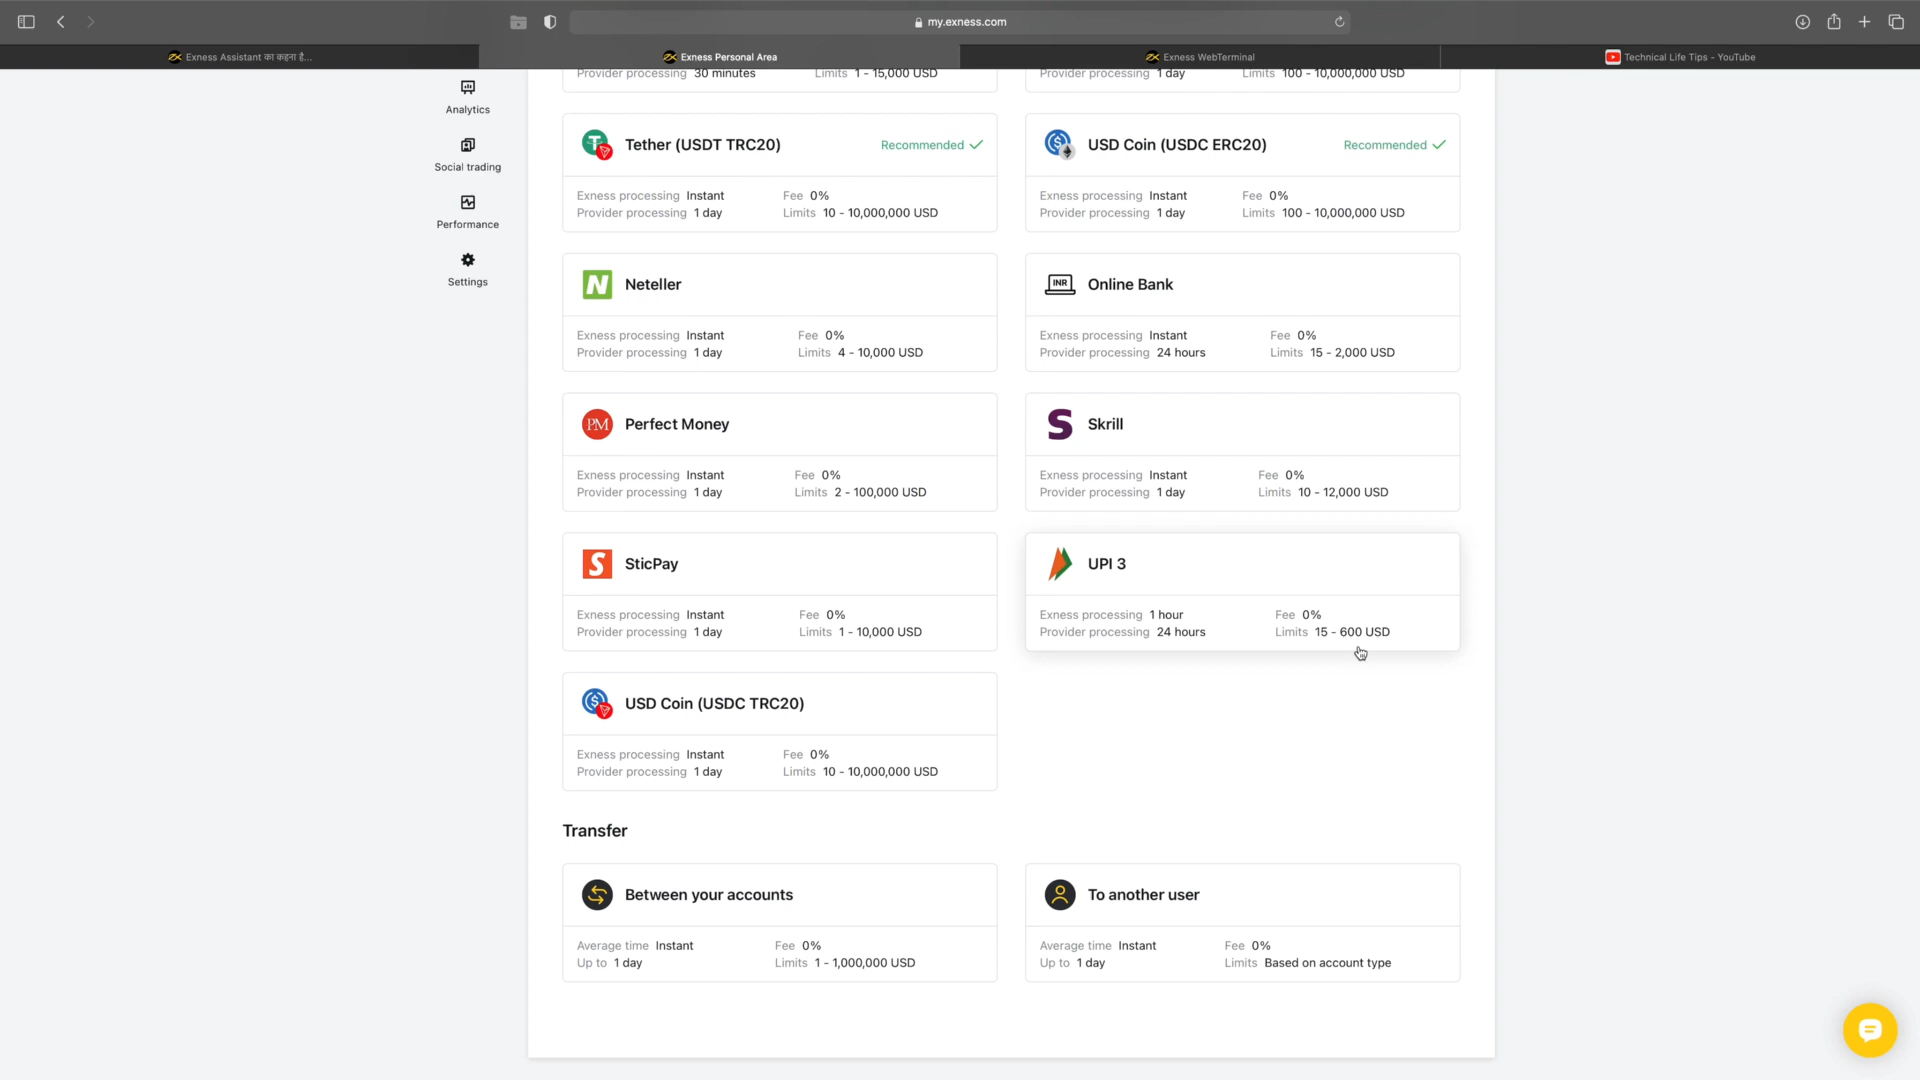 my.exness.com
Exness Assistant का कहना है...
Exness Personal Area
Exness WebTerminal
Technical Life Tips - YouTube
Analytics
Social trading
Performance
Settings
Provider processing 30 minutes Limits 1 - 15,000 USD
Provider processing 1 day Limits 100 - 10,000,000 USD
Tether (USDT TRC20) Recommended
Exness processing Instant Fee 0%
Provider processing 1 day Limits 10 - 10,000,000 USD
USD Coin (USDC ERC20) Recommended
Exness processing Instant Fee 0%
Provider processing 1 day Limits 100 - 10,000,000 USD
N Neteller
Exness processing Instant Fee 0%
Provider processing 1 day Limits 4 - 10,000 USD
INR Online Bank
Exness processing Instant Fee 0%
Provider processing 24 hours Limits 15 - 2,000 USD
PM Perfect Money
Exness processing Instant Fee 0%
Provider processing 1 day Limits 2 - 100,000 USD
S Skrill
Exness processing Instant Fee 0%
Provider processing 1 day Limits 10 - 12,000 USD
S SticPay
Exness processing Instant Fee 0%
Provider processing 1 day Limits 1 - 10,000 USD
UPI 3
Exness processing 1 hour Fee 0%
Provider processing 24 hours Limits 15 - 600 USD
USD Coin (USDC TRC20)
Exness processing Instant Fee 0%
Provider processing 1 day Limits 10 - 10,000,000 USD
Transfer
Between your accounts
Average time Instant Fee 0%
Up to 1 day Limits 1 - 1,000,000 USD
To another user
Average time Instant Fee 0%
Up to 1 day Limits Based on account type